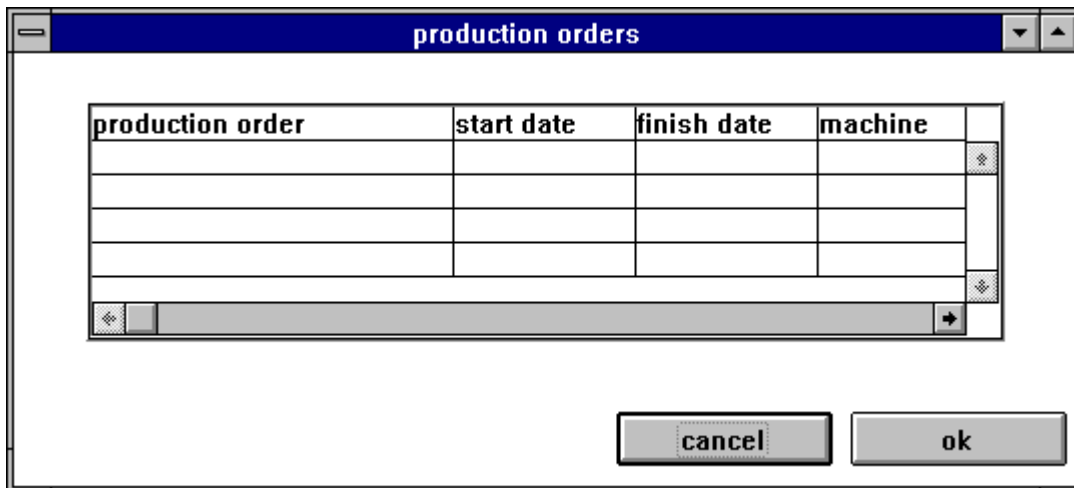 production orders
production order start date finish date machine
cancel ok